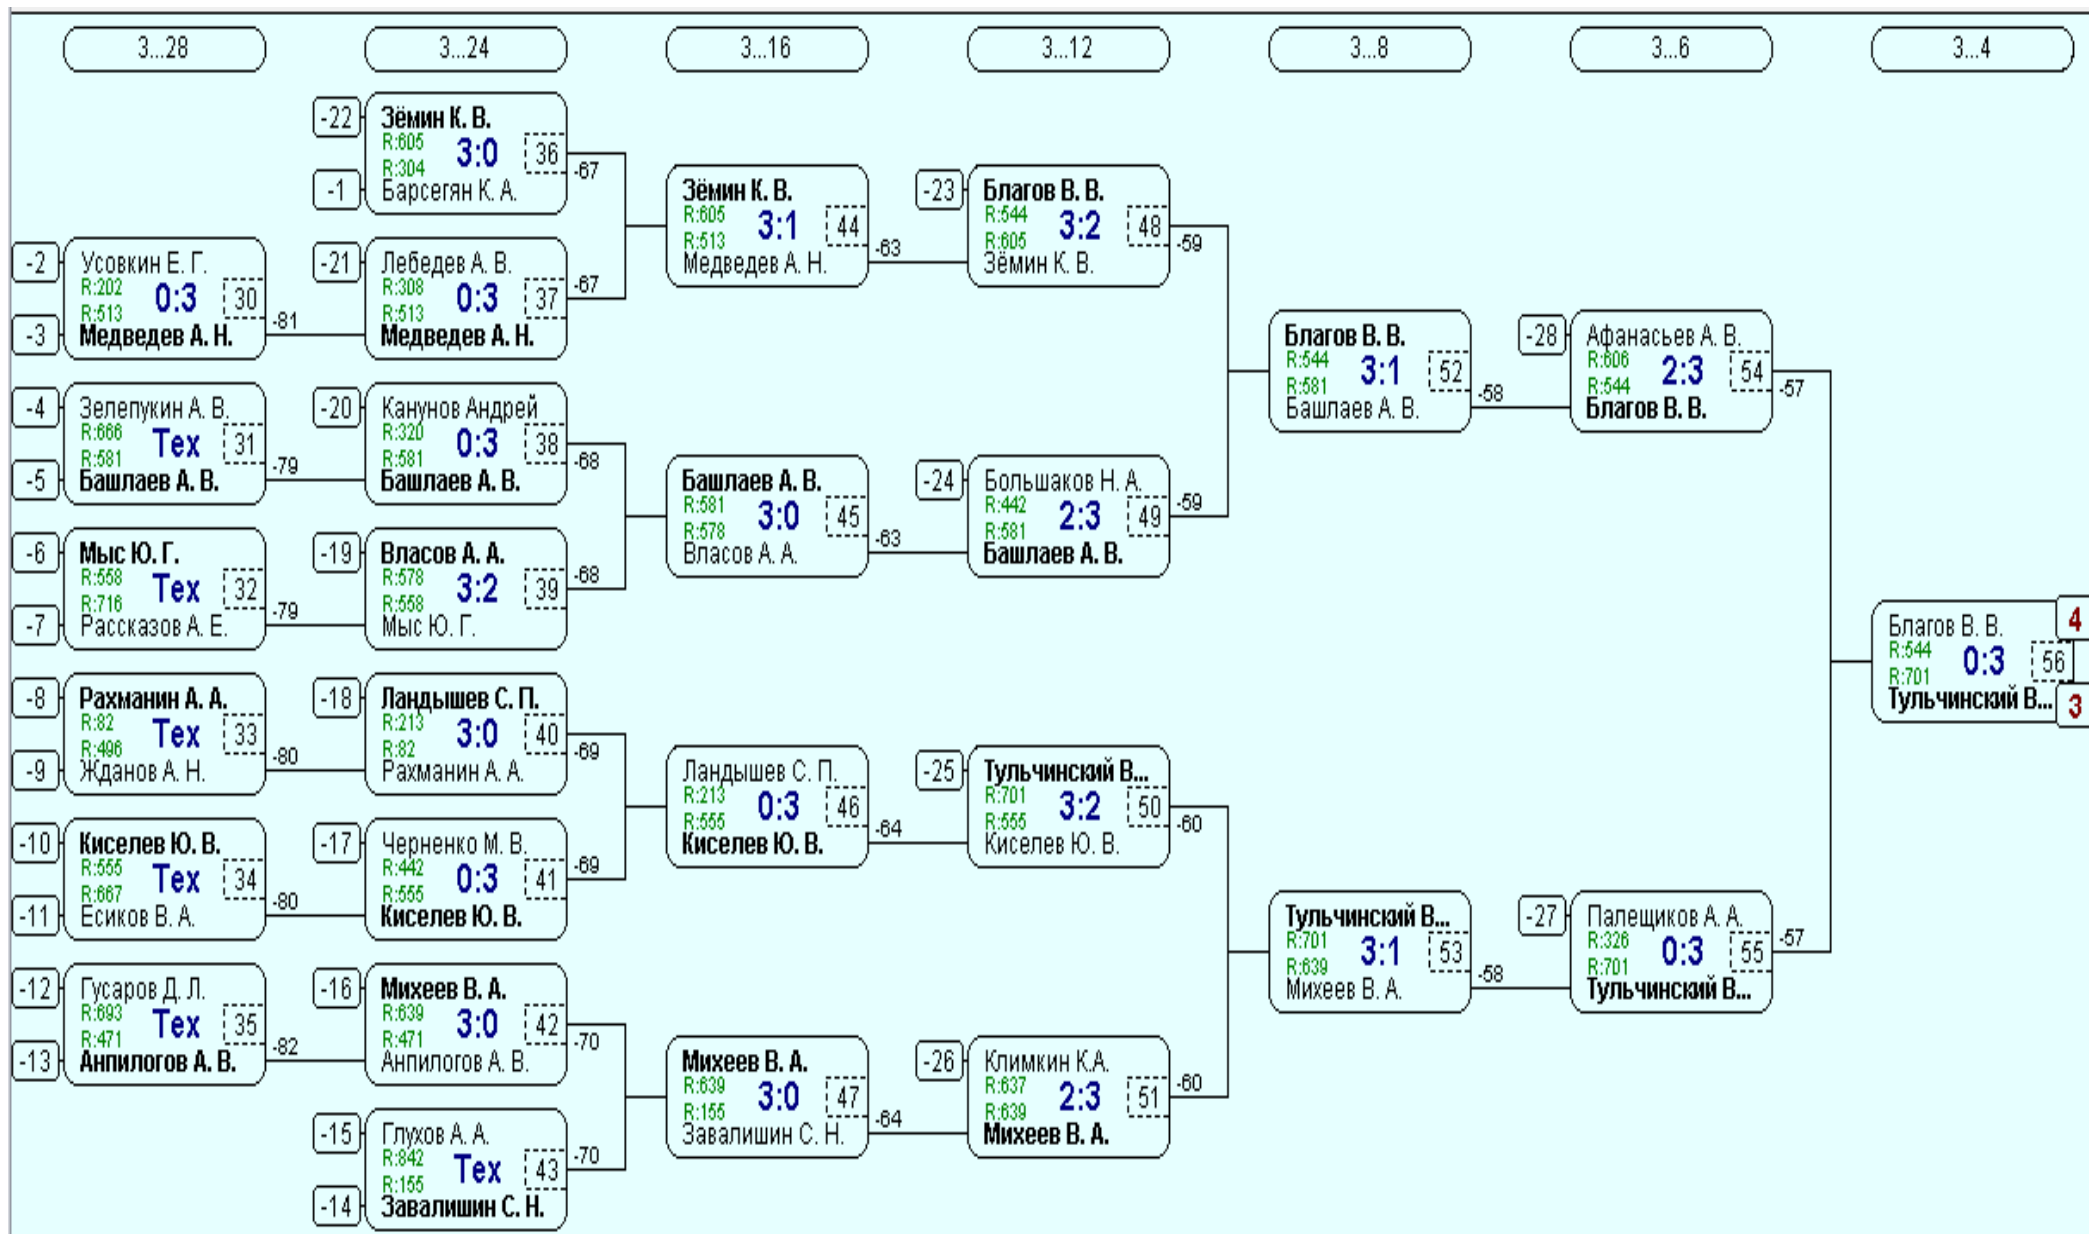 3...28
3...24
3...16
3...12
3...8
3...6
3...4
-2
Усовкин Е. Г.
R:202
0:3
30
R:513
-3
Медведев А. Н.
-81
-4
Зелепукин А. В.
R:666
Тех
31
R:581
-5
Башлаев А. В.
-79
-6
Мыс Ю. Г.
R:558
Тех
32
R:716
-7
Рассказов А. Е.
-79
-8
Рахманин А. А.
R:82
Тех
33
R:496
-9
Жданов А. Н.
-80
-10
Киселев Ю. В.
R:555
Тех
34
R:667
-11
Есиков В. А.
-80
-12
Гусаров Д. Л.
R:693
Тех
35
R:471
-13
Анпилогов А. В.
-82
-22
Зёмин К. В.
R:605
3:0
36
R:304
-1
Барсегян К. А.
-67
-21
Лебедев А. В.
R:308
0:3
37
R:513
Медведев А. Н.
-67
-20
Канунов Андрей
R:320
0:3
38
R:581
Башлаев А. В.
-68
-19
Власов А. А.
R:578
3:2
39
R:558
Мыс Ю. Г.
-68
-18
Ландышев С. П.
R:213
3:0
40
R:82
Рахманин А. А.
-69
-17
Черненко М. В.
R:442
0:3
41
R:555
Киселев Ю. В.
-69
-16
Михеев В. А.
R:639
3:0
42
R:471
Анпилогов А. В.
-70
-15
Глухов А. А.
R:842
Тех
43
R:155
-14
Завалишин С. Н.
-70
Зёмин К. В.
R:605
3:1
44
R:513
Медведев А. Н.
-63
Башлаев А. В.
R:581
3:0
45
R:578
Власов А. А.
-63
Ландышев С. П.
R:213
0:3
46
R:555
Киселев Ю. В.
-64
Михеев В. А.
R:639
3:0
47
R:155
Завалишин С. Н.
-64
-23
Благов В. В.
R:544
3:2
48
R:605
Зёмин К. В.
-59
-24
Большаков Н. А.
R:442
2:3
49
R:581
Башлаев А. В.
-59
-25
Тульчинский В...
R:701
3:2
50
R:555
Киселев Ю. В.
-60
-26
Климкин К.А.
R:637
2:3
51
R:639
Михеев В. А.
-60
Благов В. В.
R:544
3:1
52
R:581
Башлаев А. В.
-58
Тульчинский В...
R:701
3:1
53
R:639
Михеев В. А.
-58
-28
Афанасьев А. В.
R:606
2:3
54
R:544
Благов В. В.
-57
-27
Палещиков А. А.
R:326
0:3
55
R:701
Тульчинский В...
-57
Благов В. В.
4
R:544
0:3
56
R:701
Тульчинский В...
3